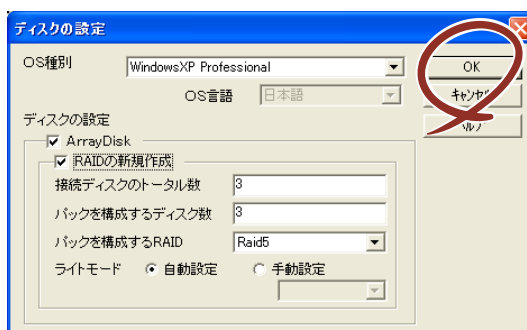 ディスクの設定
OS種別 WindowsXP Professional OK
OS言語 日本語 キャンセル
ディスクの設定 ヘルプ
ArrayDisk
RAIDの新規作成
接続ディスクのトータル数 3
パックを構成するディスク数 3
パックを構成するRAID Raid5
ライトモード 自動設定 手動設定